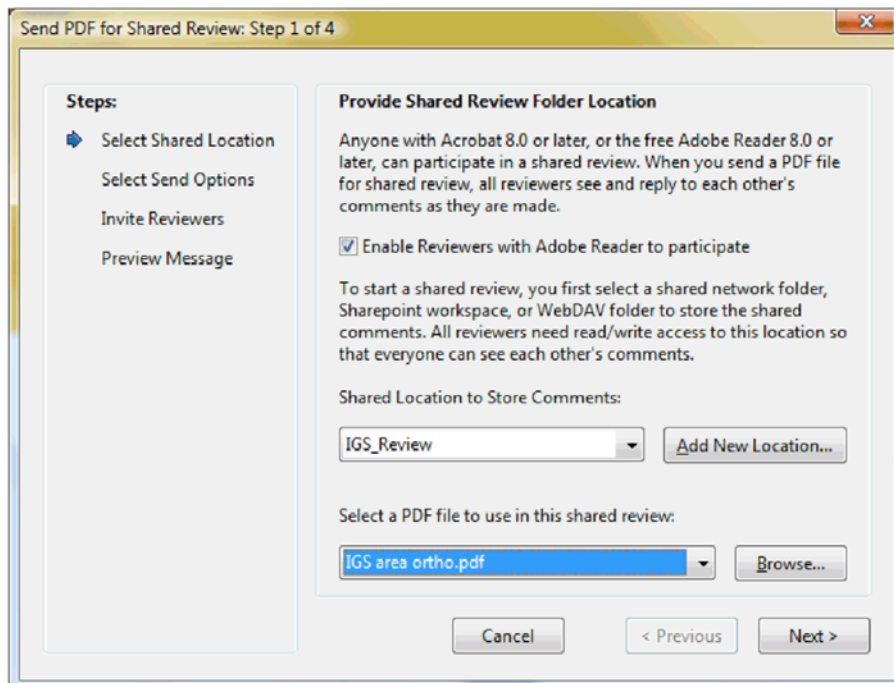 Send PDF for Shared Review: Step 1 of 4
Steps:
Select Shared Location
Select Send Options
Invite Reviewers
Preview Message
Provide Shared Review Folder Location
Anyone with Acrobat 8.0 or later, or the free Adobe Reader 8.0 or
later, can participate in a shared review. When you send a PDF file
for shared review, all reviewers see and reply to each other's
comments as they are made.
Enable Reviewers with Adobe Reader to participate
To start a shared review, you first select a shared network folder,
Sharepoint workspace, or WebDAV folder to store the shared
comments. All reviewers need read/write access to this location so
that everyone can see each other's comments.
Shared Location to Store Comments:
IGS_Review
Add New Location...
Select a PDF file to use in this shared review:
IGS area ortho.pdf
Browse...
Cancel
< Previous
Next >